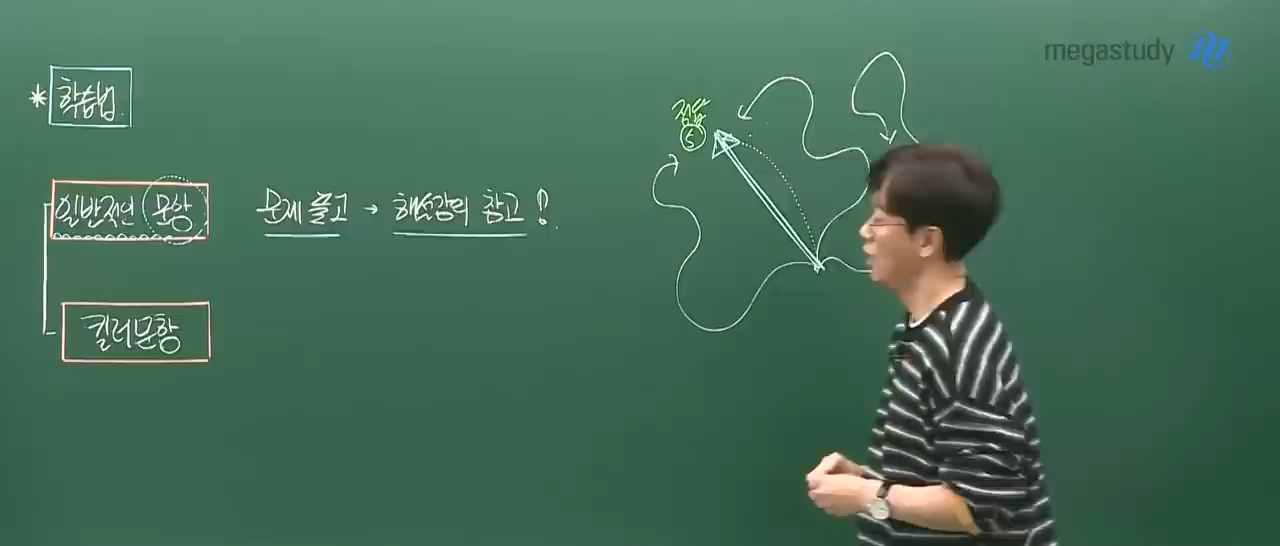 megastudy
* 학습법.
일반적인 문항
문제 풀고 → 해설강의 참고!
킬러문항
정답
⑤